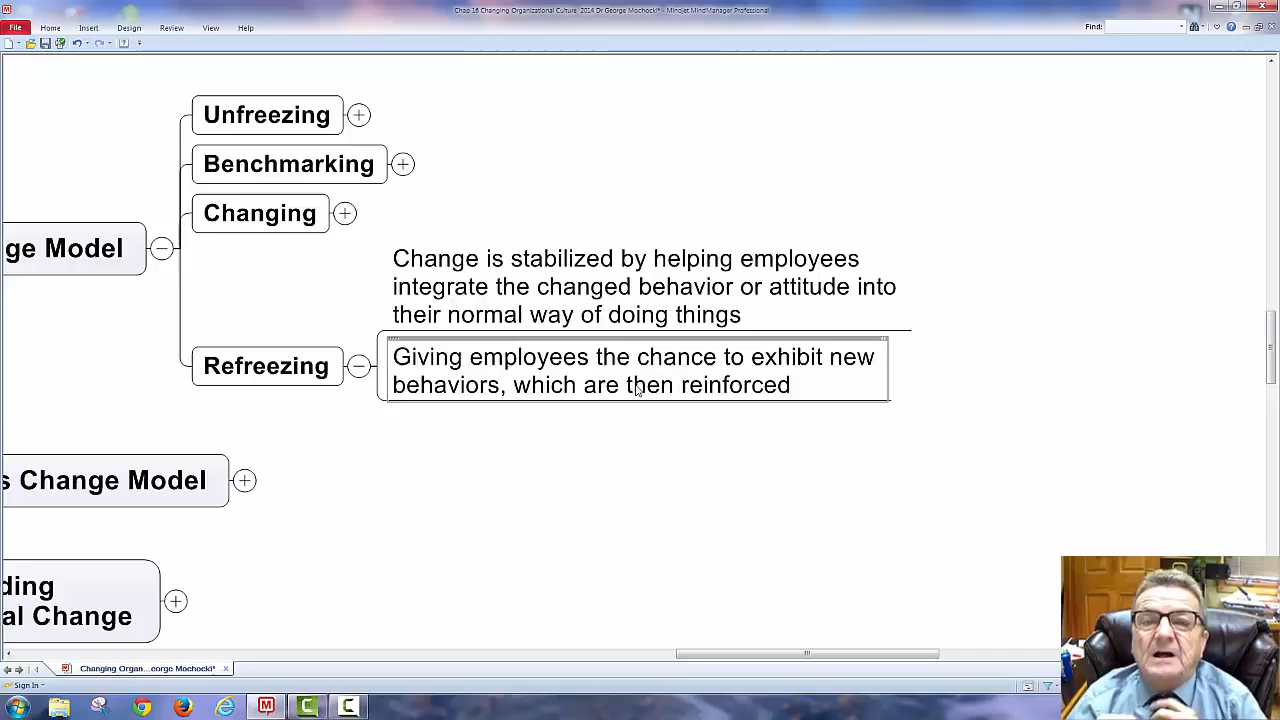 Chap 16 Changing Organizational Culture 2014 Dr George Mochocki* - Mindjet MindManager Professional
File Home Insert Design Review View Help
Find:
Unfreezing
Benchmarking
Changing
ge Model
Change is stabilized by helping employees
integrate the changed behavior or attitude into
their normal way of doing things
Refreezing
Giving employees the chance to exhibit new
behaviors, which are then reinforced
s Change Model
ding
al Change
Changing Organ...eorge Mochocki*
Sign In